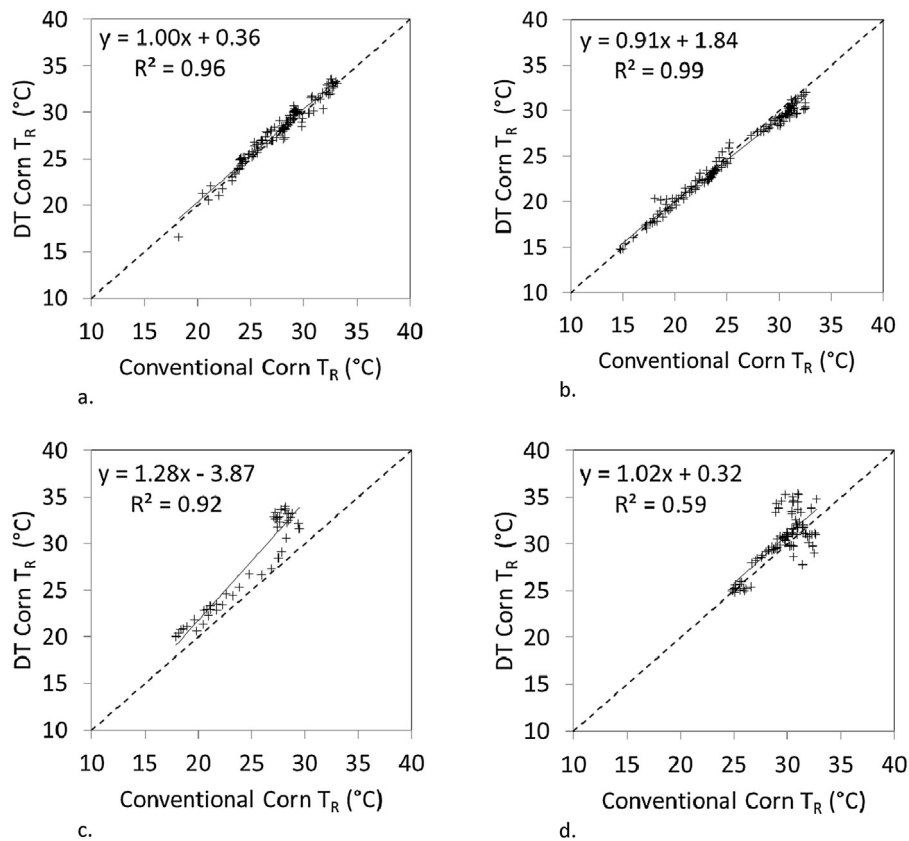 y = 1.00x + 0.36
R² = 0.96
40
35
30
25
20
15
10
DT Corn T_R (°C)
10 15 20 25 30 35 40
Conventional Corn T_R (°C)
a.
y = 0.91x + 1.84
R² = 0.99
40
35
30
25
20
15
10
DT Corn T_R (°C)
10 15 20 25 30 35 40
Conventional Corn T_R (°C)
b.
y = 1.28x - 3.87
R² = 0.92
40
35
30
25
20
15
10
DT Corn T_R (°C)
10 15 20 25 30 35 40
Conventional Corn T_R (°C)
c.
y = 1.02x + 0.32
R² = 0.59
40
35
30
25
20
15
10
DT Corn T_R (°C)
10 15 20 25 30 35 40
Conventional Corn T_R (°C)
d.